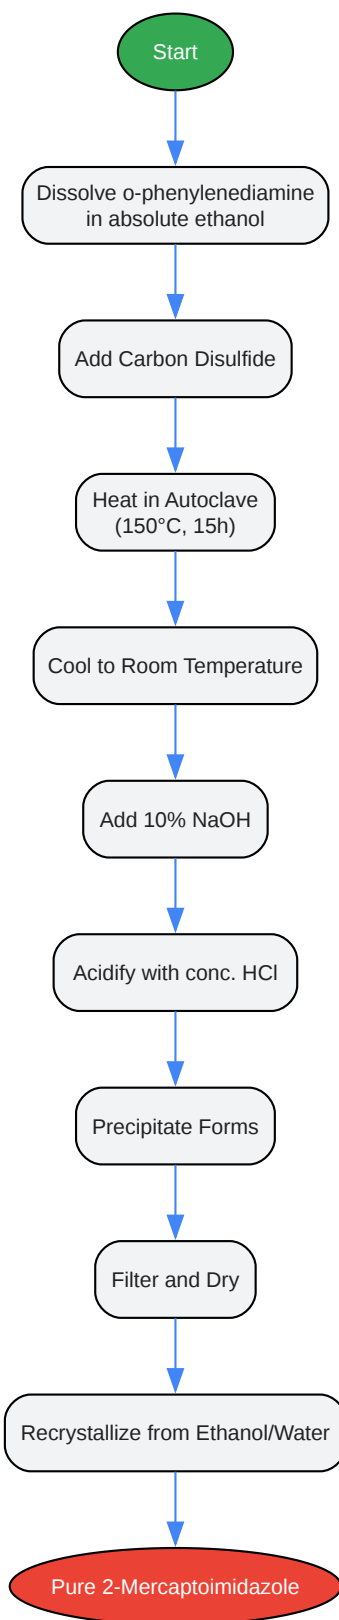 Start
Dissolve o-phenylenediamine
in absolute ethanol
Add Carbon Disulfide
Heat in Autoclave
(150°C, 15h)
Cool to Room Temperature
Add 10% NaOH
Acidify with conc. HCl
Precipitate Forms
Filter and Dry
Recrystallize from Ethanol/Water
Pure 2-Mercaptoimidazole